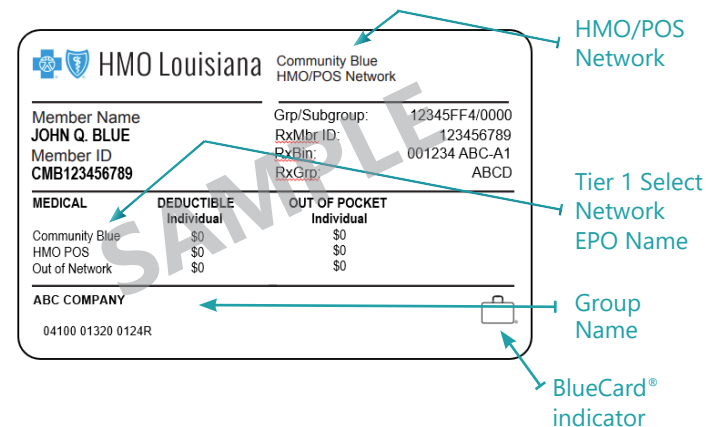 HMO/POS
Network
HMO Louisiana
Community Blue
HMO/POS Network
Member Name
JOHN Q. BLUE
Member ID
CMB123456789
Grp/Subgroup: 12345FF4/0000
RxMbr ID: 123456789
RxBin: 001234 ABC-A1
RxGrp: ABCD
SAMPLE
Tier 1 Select
Network
EPO Name
MEDICAL DEDUCTIBLE OUT OF POCKET
Individual Individual
Community Blue $0 $0
HMO POS $0 $0
Out of Network $0 $0
ABC COMPANY
04100 01320 0124R
Group
Name
BlueCard®
indicator